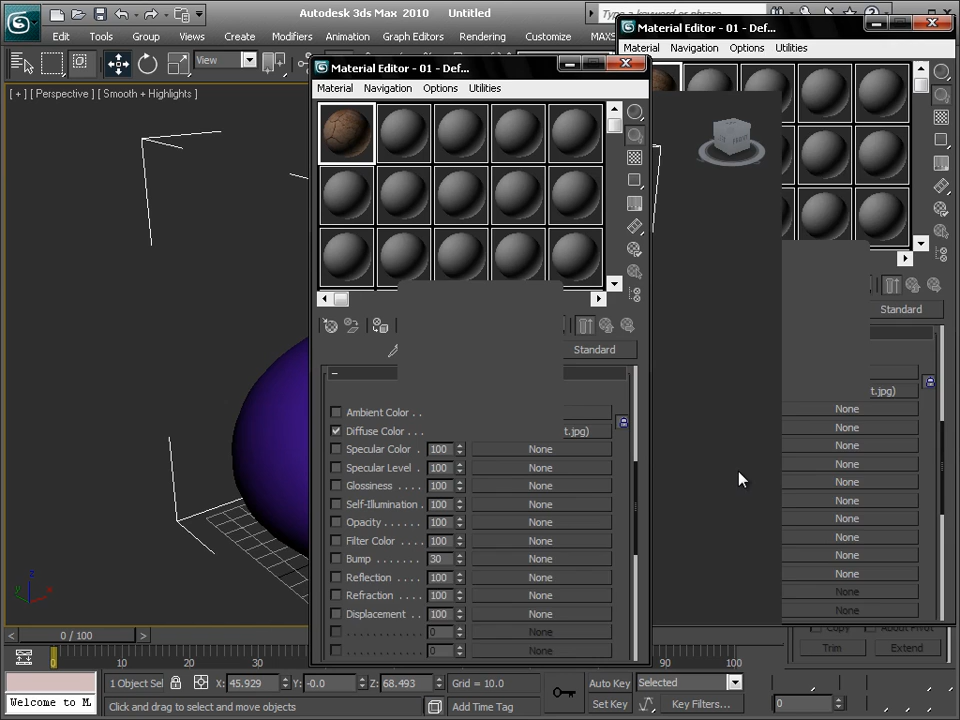 Autodesk 3ds Max 2010 Untitled
Edit Tools Group Views Create Modifiers Animation Graph Editors Rendering Customize MAXS
View
[ + ] [ Perspective ] [ Smooth + Highlights ]
Material Editor - 01 - Def...
Material Navigation Options Utilities
Standard
t.jpg)
None
None
None
None
None
None
None
None
None
None
None
None
Material Editor - 01 - Def...
Material Navigation Options Utilities
Standard
Ambient Color . .
Diffuse Color . . . t.jpg)
Specular Color . 100 None
Specular Level . 100 None
Glossiness . . . . 100 None
Self-Illumination 100 None
Opacity . . . . . . 100 None
Filter Color . . . . 100 None
Bump . . . . . . . 30 None
Reflection . . . . 100 None
Refraction . . . . 100 None
Displacement . . 100 None
. . . . . . . . . . . 0 None
. . . . . . . . . . . 0 None
z
y
x
< 0 / 100 >
0 10 20 30 90 100
Trim Extend
1 Object Sel X: 45.929 Y: -0.0 Z: 68.493 Grid = 10.0 Auto Key Selected
Welcome to M Click and drag to select and move objects Add Time Tag Set Key Key Filters... 0